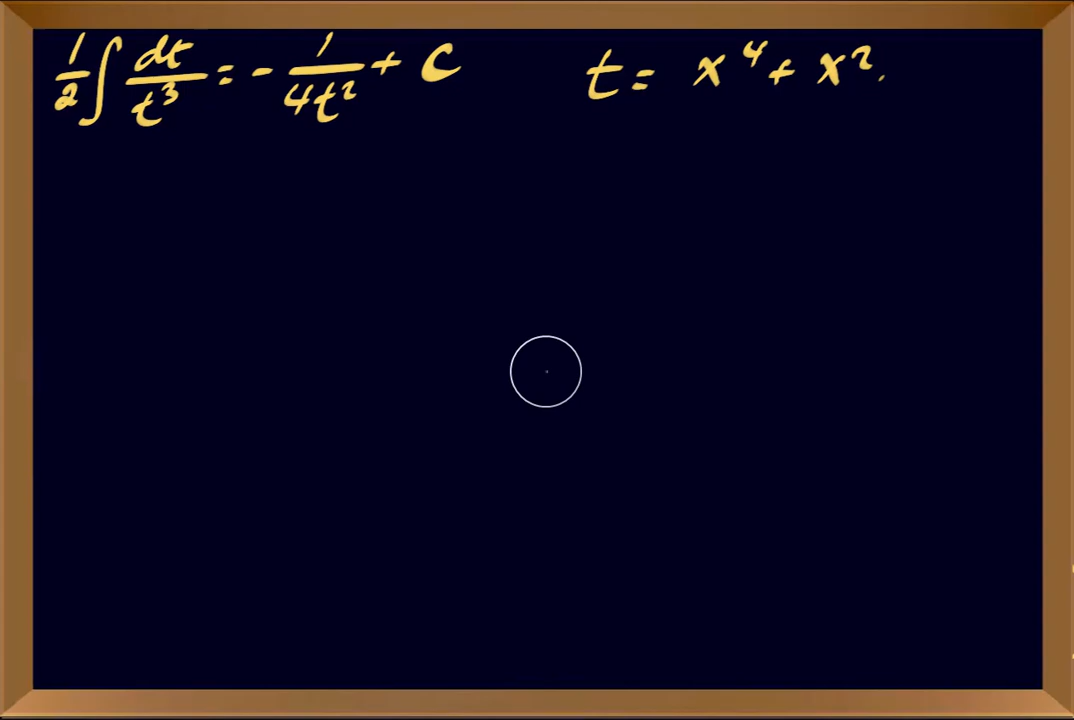 1/2 ∫ dt/t³ = - 1/4t² + C t = x⁴ + x².